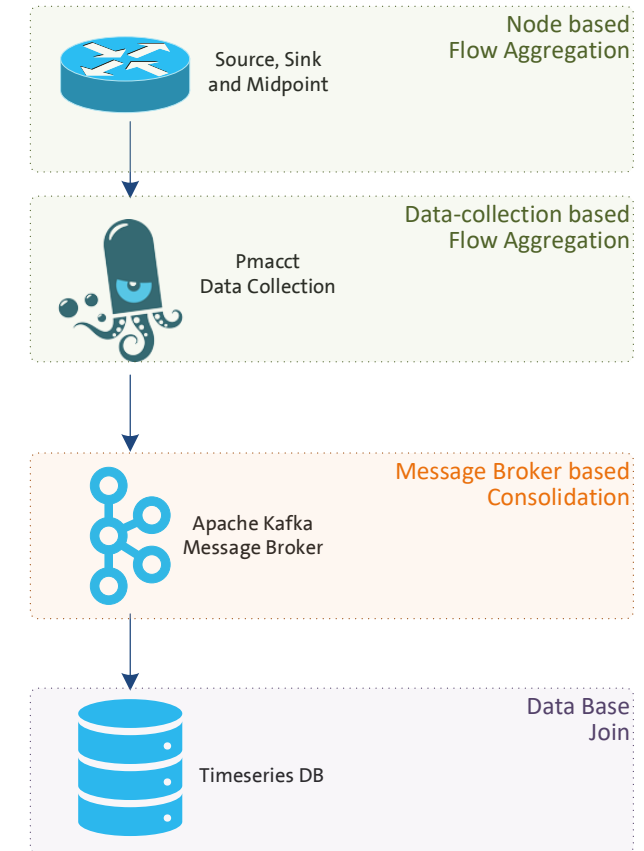 Node based
Flow Aggregation
Source, Sink
and Midpoint
Data-collection based
Flow Aggregation
Pmacct
Data Collection
Message Broker based
Consolidation
Apache Kafka
Message Broker
Data Base
Join
Timeseries DB